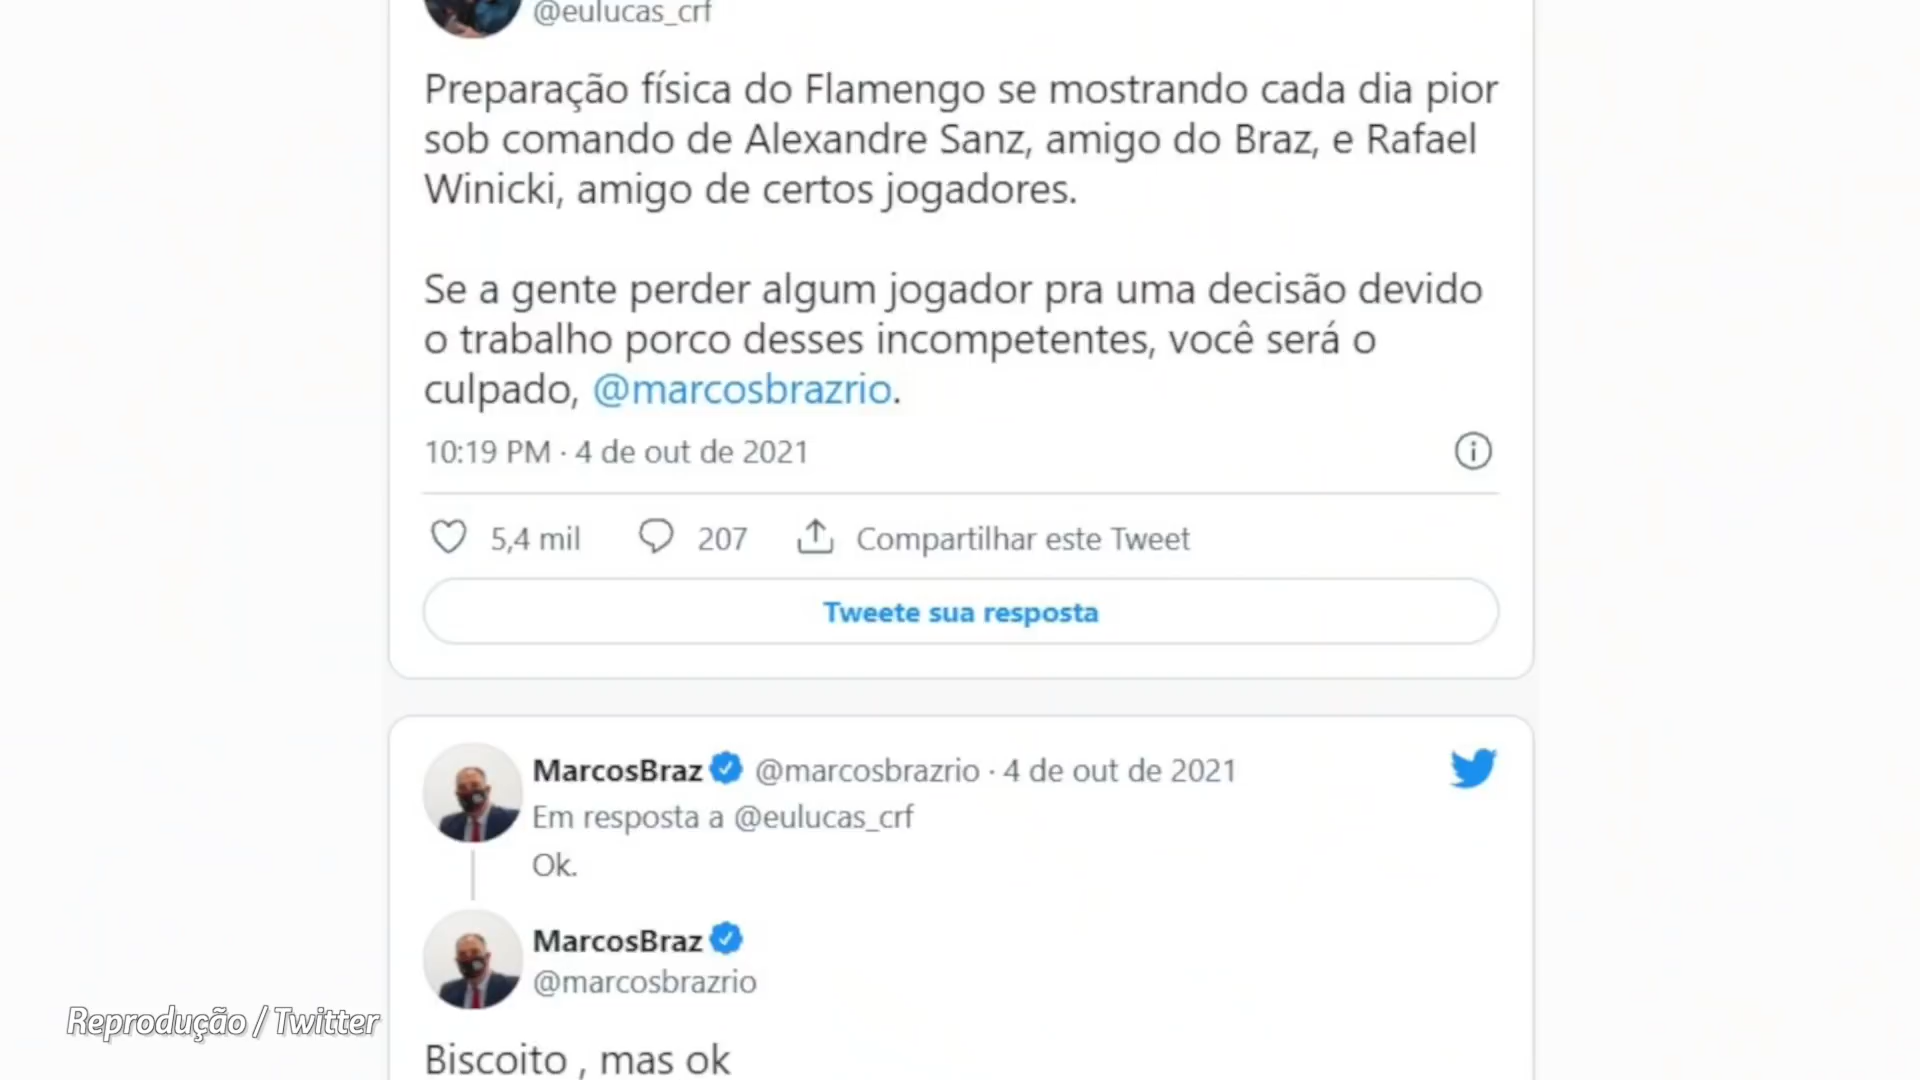 @eulucas_crf
Preparação física do Flamengo se mostrando cada dia pior
sob comando de Alexandre Sanz, amigo do Braz, e Rafael
Winicki, amigo de certos jogadores.
Se a gente perder algum jogador pra uma decisão devido
o trabalho porco desses incompetentes, você será o
culpado, @marcosbrazrio.
10:19 PM · 4 de out de 2021
5,4 mil 207 Compartilhar este Tweet
Tweete sua resposta
MarcosBraz @marcosbrazrio · 4 de out de 2021
Em resposta a @eulucas_crf
Ok.
MarcosBraz
@marcosbrazrio
Reprodução / Twitter
Biscoito , mas ok